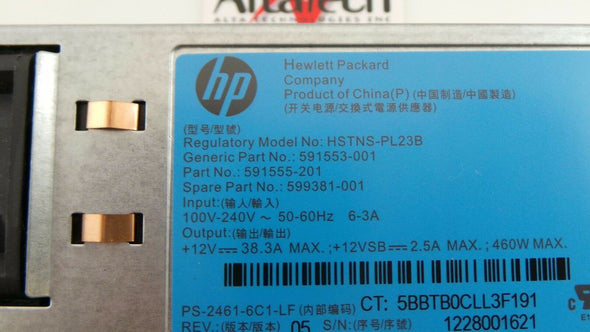 AltaTech
ALTA TECHNOLOGIES INC
hp
Hewlett Packard
Company
Product of China(P) (中国制造/中國製造)
(开关电源/交換式電源供應器)
(型号/型號)
Regulatory Model No: HSTNS-PL23B
Generic Part No.: 591553-001
Part No.: 591555-201
Spare Part No.: 599381-001
Input:(输入/輸入)
100V-240V ~ 50-60Hz 6-3A
Output:(输出/輸出)
+12V⎓ 38.3A MAX. ;+12VSB⎓ 2.5A MAX. ;460W MAX.
PS-2461-6C1-LF (内部编码) CT: 5BBTB0CLL3F191
REV.:(版本/版本) 05 S/N:(序号/序號) 1228001621